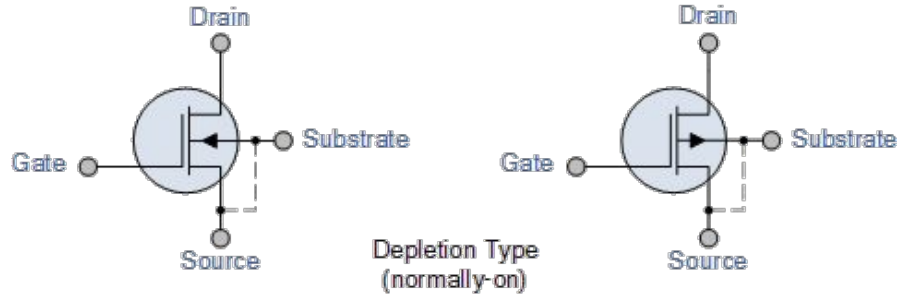 Drain
Drain
Substrate
Substrate
Gate
Gate
Source
Source
Depletion Type
(normally-on)